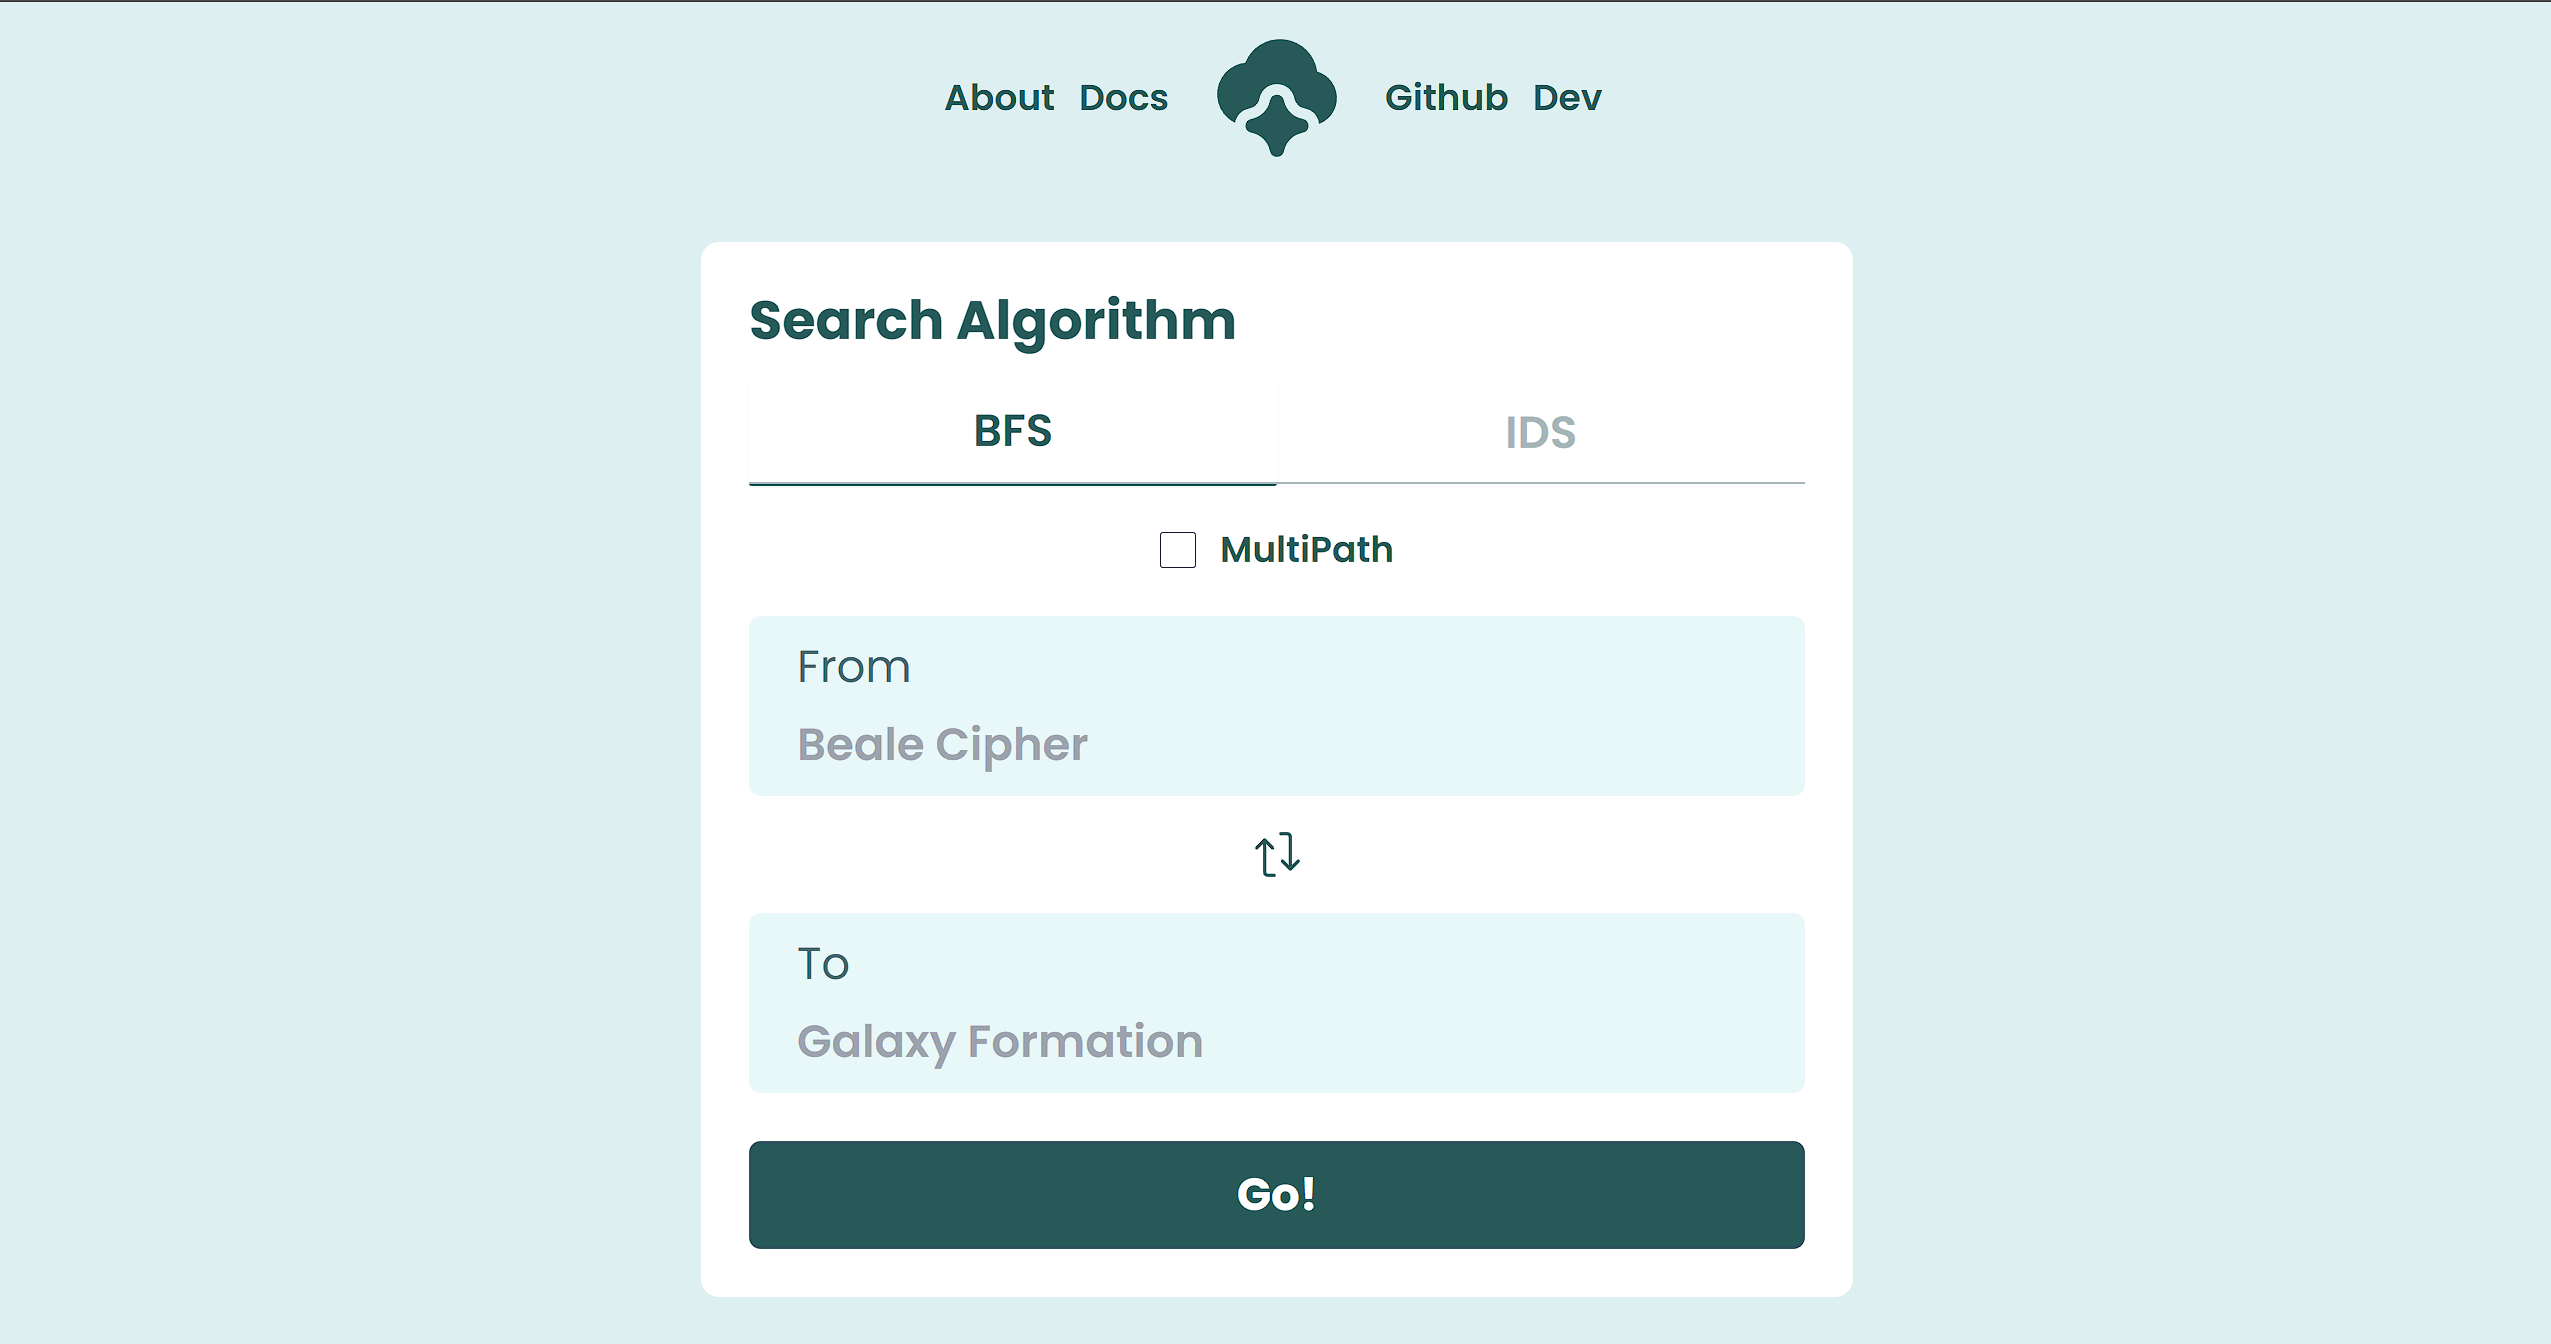 About Docs Github Dev
Search Algorithm
BFS IDS
MultiPath
From
Beale Cipher
To
Galaxy Formation
Go!